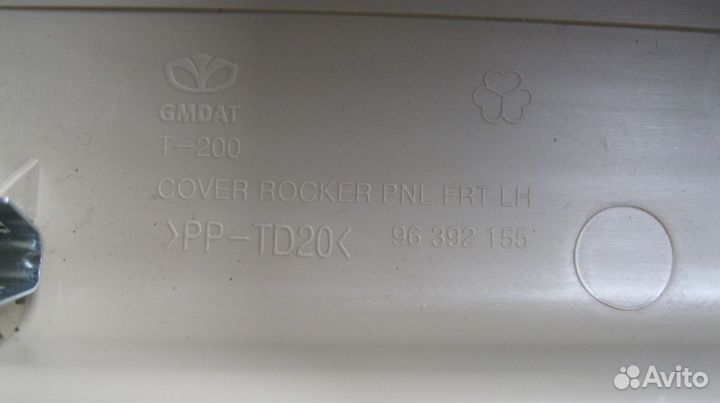 GMDAT
T-200
COVER ROCKER PNL FRT-LH
>PP-TD20< 96 392 155
Avito